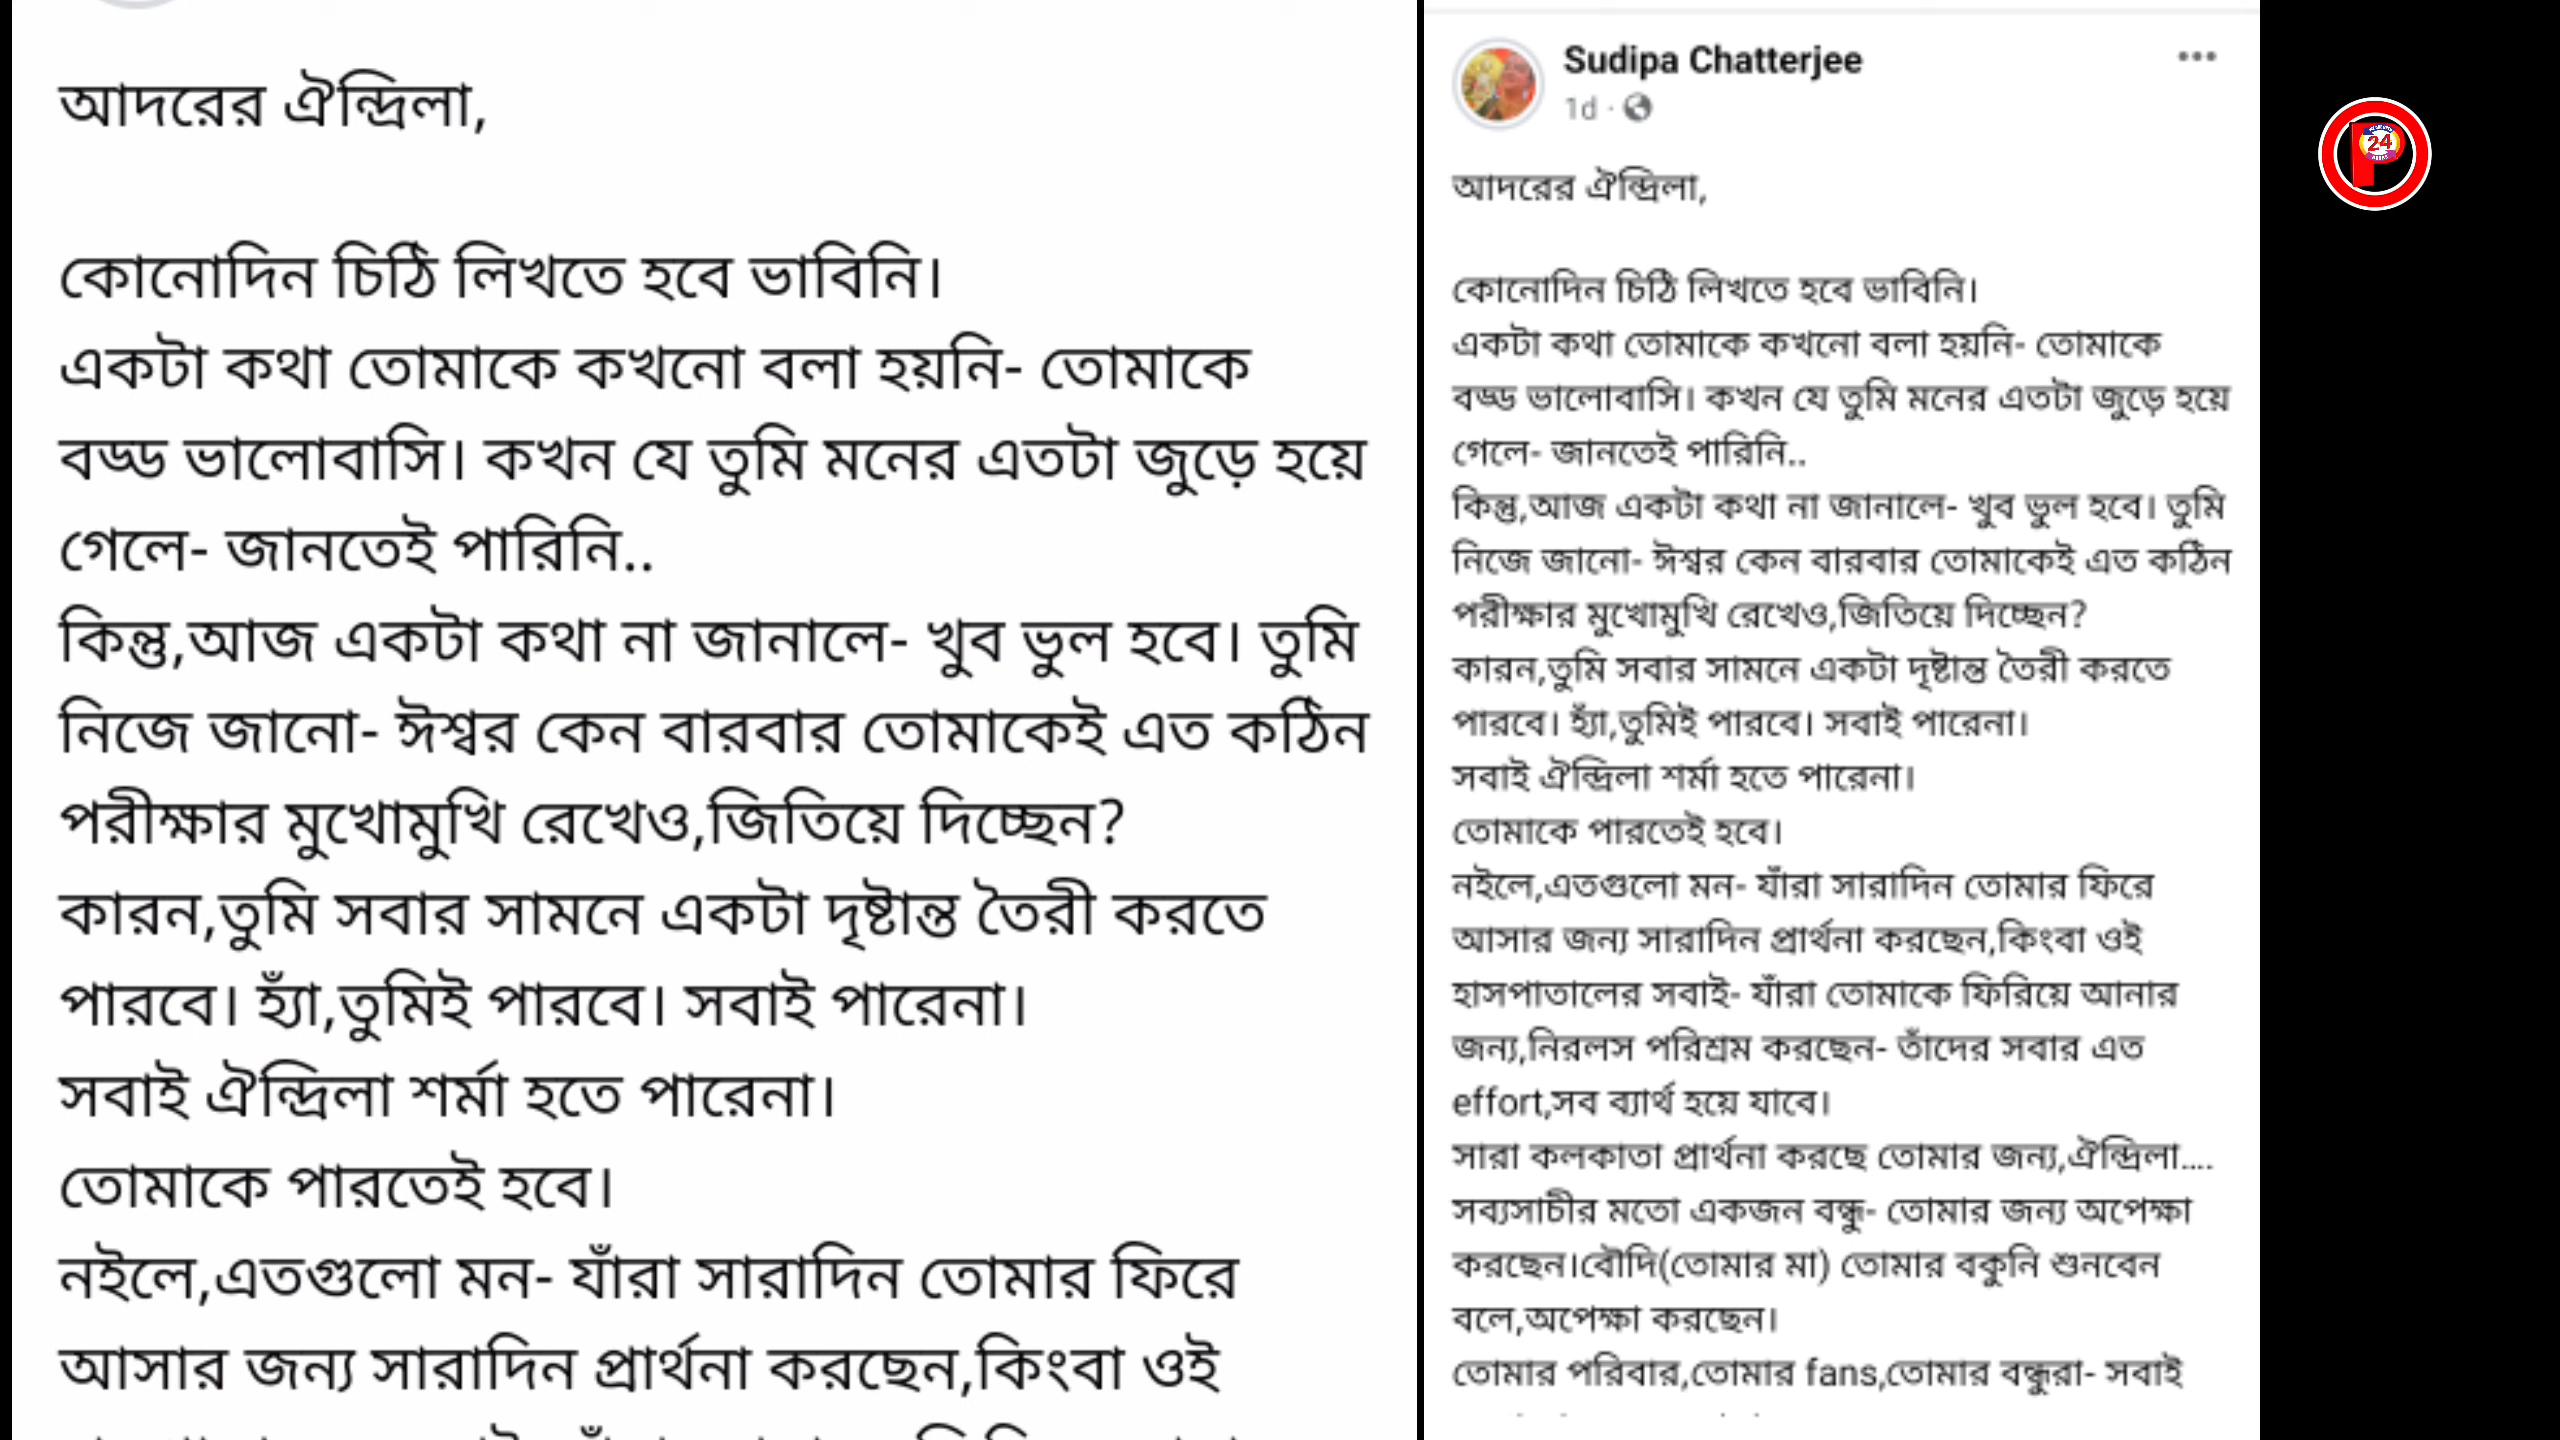 আদরের ঐন্দ্রিলা,
কোনোদিন চিঠি লিখতে হবে ভাবিনি।
একটা কথা তোমাকে কখনো বলা হয়নি- তোমাকে
বড্ড ভালোবাসি। কখন যে তুমি মনের এতটা জুড়ে হয়ে
গেলে- জানতেই পারিনি..
কিন্তু,আজ একটা কথা না জানালে- খুব ভুল হবে। তুমি
নিজে জানো- ঈশ্বর কেন বারবার তোমাকেই এত কঠিন
পরীক্ষার মুখোমুখি রেখেও,জিতিয়ে দিচ্ছেন?
কারন,তুমি সবার সামনে একটা দৃষ্টান্ত তৈরী করতে
পারবে। হ্যাঁ,তুমিই পারবে। সবাই পারেনা।
সবাই ঐন্দ্রিলা শর্মা হতে পারেনা।
তোমাকে পারতেই হবে।
নইলে,এতগুলো মন- যাঁরা সারাদিন তোমার ফিরে
আসার জন্য সারাদিন প্রার্থনা করছেন,কিংবা ওই
Sudipa Chatterjee
1d
আদরের ঐন্দ্রিলা,
কোনোদিন চিঠি লিখতে হবে ভাবিনি।
একটা কথা তোমাকে কখনো বলা হয়নি- তোমাকে
বড্ড ভালোবাসি। কখন যে তুমি মনের এতটা জুড়ে হয়ে
গেলে- জানতেই পারিনি..
কিন্তু,আজ একটা কথা না জানালে- খুব ভুল হবে। তুমি
নিজে জানো- ঈশ্বর কেন বারবার তোমাকেই এত কঠিন
পরীক্ষার মুখোমুখি রেখেও,জিতিয়ে দিচ্ছেন?
কারন,তুমি সবার সামনে একটা দৃষ্টান্ত তৈরী করতে
পারবে। হ্যাঁ,তুমিই পারবে। সবাই পারেনা।
সবাই ঐন্দ্রিলা শর্মা হতে পারেনা।
তোমাকে পারতেই হবে।
নইলে,এতগুলো মন- যাঁরা সারাদিন তোমার ফিরে
আসার জন্য সারাদিন প্রার্থনা করছেন,কিংবা ওই
হাসপাতালের সবাই- যাঁরা তোমাকে ফিরিয়ে আনার
জন্য,নিরলস পরিশ্রম করছেন- তাঁদের সবার এত
effort,সব ব্যার্থ হয়ে যাবে।
সারা কলকাতা প্রার্থনা করছে তোমার জন্য,ঐন্দ্রিলা....
সব্যসাচীর মতো একজন বন্ধু- তোমার জন্য অপেক্ষা
করছেন।বৌদি(তোমার মা) তোমার বকুনি শুনবেন
বলে,অপেক্ষা করছেন।
তোমার পরিবার,তোমার fans,তোমার বন্ধুরা- সবাই
P
24